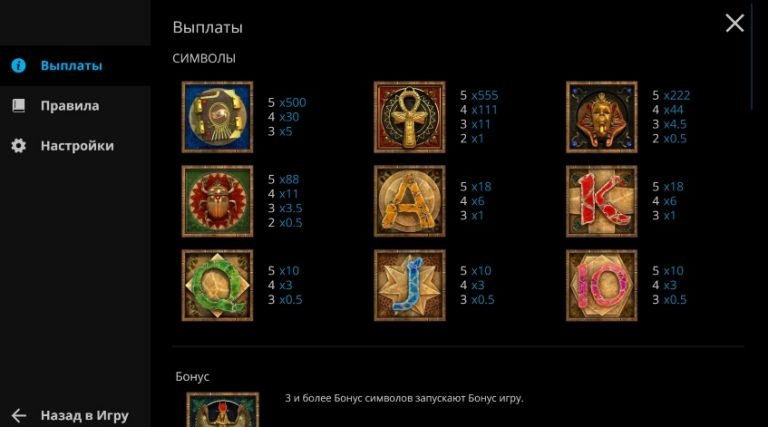 Выплаты
СИМВОЛЫ
Выплаты
Правила
Настройки
5 x500
4 x30
3 x5
5 x555
4 x111
3 x11
2 x1
5 x222
4 x44
3 x4.5
2 x0.5
5 x88
4 x11
3 x3.5
2 x0.5
A
5 x18
4 x6
3 x1
K
5 x18
4 x6
3 x1
Q
5 x10
4 x3
3 x0.5
J
5 x10
4 x3
3 x0.5
10
5 x10
4 x3
3 x0.5
Бонус
3 и более Бонус символов запускают Бонус игру.
Назад в Игру